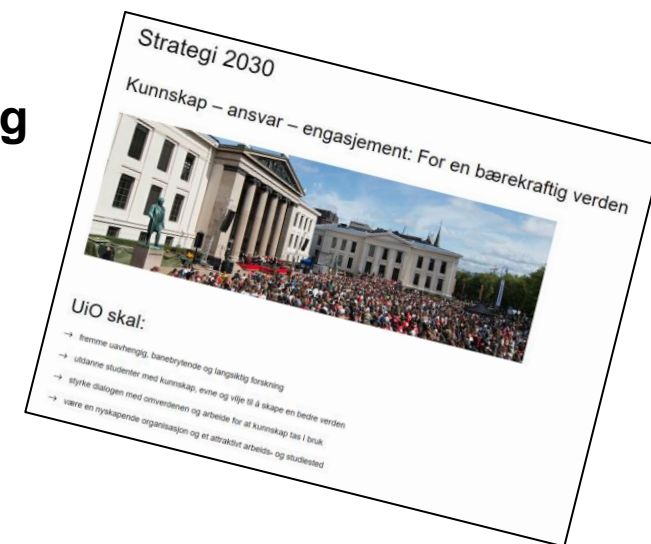 g
Strategi 2030
Kunnskap – ansvar – engasjement: For en bærekraftig verden
UiO skal:
→ fremme uavhengig, banebrytende og langsiktig forskning
→ utdanne studenter med kunnskap, evne og vilje til å skape en bedre verden
→ styrke dialogen med omverdenen og arbeide for at kunnskap tas i bruk
→ være en nyskapende organisasjon og et attraktivt arbeids- og studiested